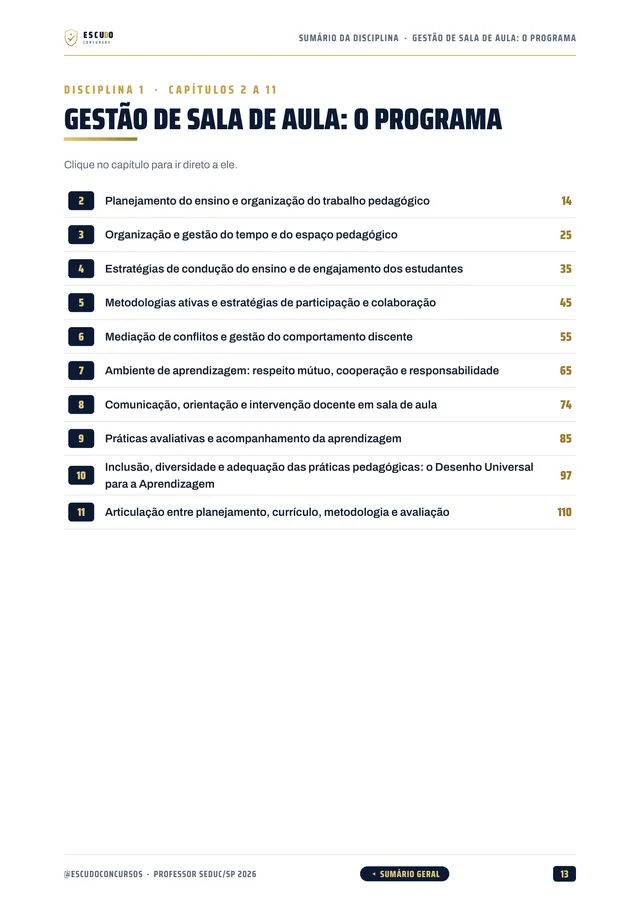 ESCUDO
CONCURSOS
SUMÁRIO DA DISCIPLINA · GESTÃO DE SALA DE AULA: O PROGRAMA
DISCIPLINA 1 · CAPÍTULOS 2 A 11
GESTÃO DE SALA DE AULA: O PROGRAMA
Clique no capítulo para ir direto a ele.
2 Planejamento do ensino e organização do trabalho pedagógico 14
3 Organização e gestão do tempo e do espaço pedagógico 25
4 Estratégias de condução do ensino e de engajamento dos estudantes 35
5 Metodologias ativas e estratégias de participação e colaboração 45
6 Mediação de conflitos e gestão do comportamento discente 55
7 Ambiente de aprendizagem: respeito mútuo, cooperação e responsabilidade 65
8 Comunicação, orientação e intervenção docente em sala de aula 74
9 Práticas avaliativas e acompanhamento da aprendizagem 85
10 Inclusão, diversidade e adequação das práticas pedagógicas: o Desenho Universal 97
para a Aprendizagem
11 Articulação entre planejamento, currículo, metodologia e avaliação 110
@ESCUDOCONCURSOS · PROFESSOR SEDUC/SP 2026
SUMÁRIO GERAL
13